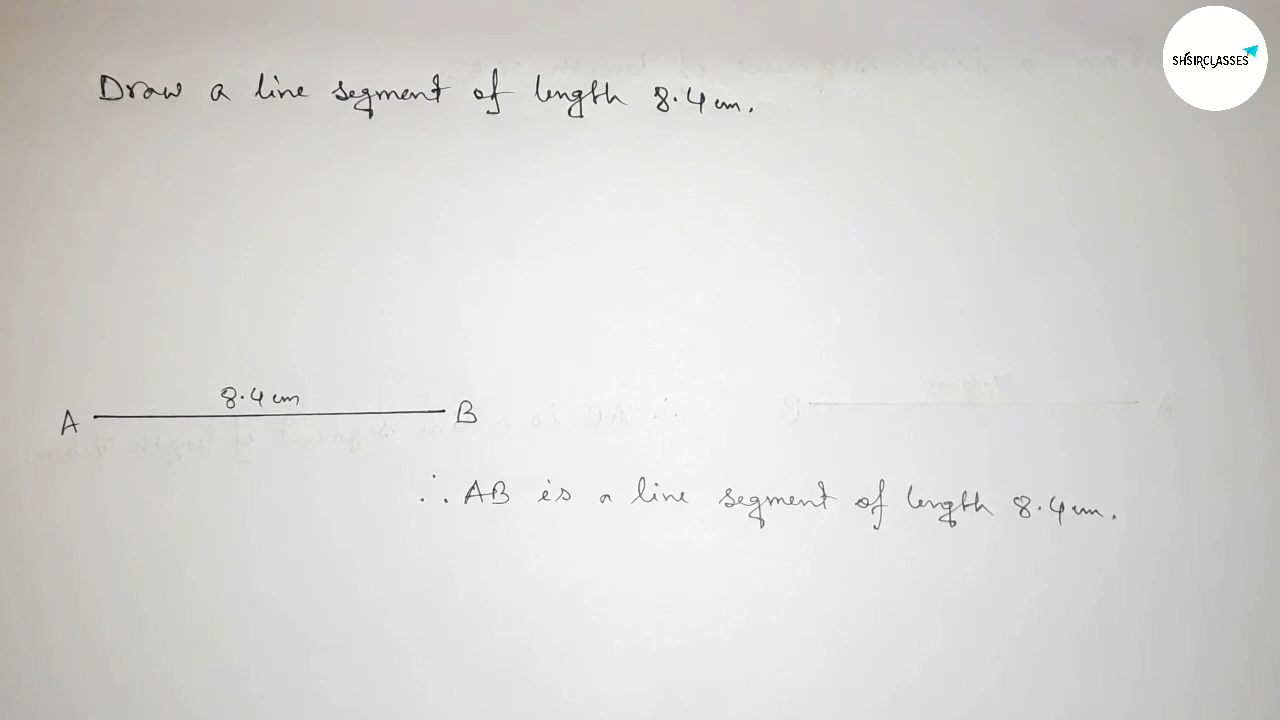 SHSIRCLASSES
Draw a line segment of length 8.4 cm.
8.4 cm
A B
∴ AB is a line segment of length 8.4 cm.